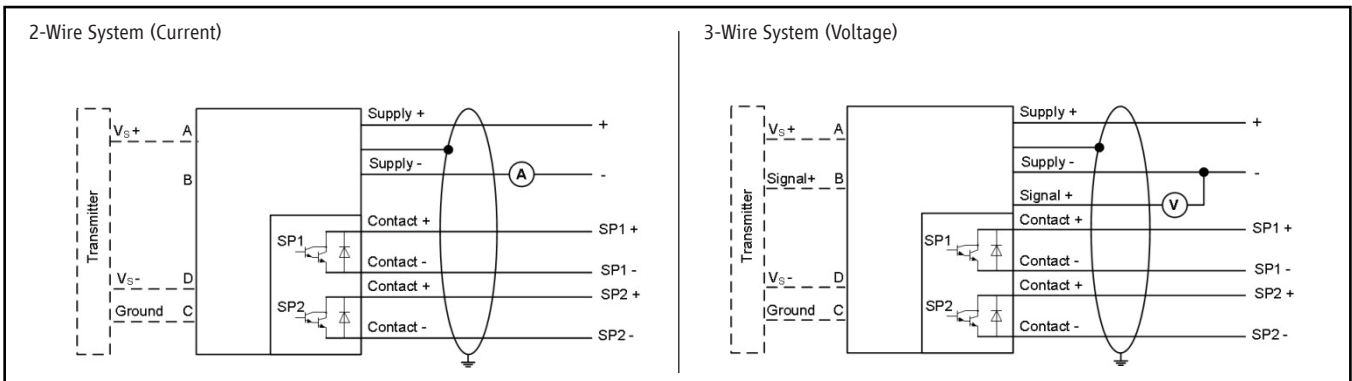 2-Wire System (Current)
Supply +
+
Vs+ A
Supply -
A
-
B
Transmitter
Contact +
SP1 +
SP1
Contact -
SP1 -
Vs- D
Contact +
SP2 +
Ground C
SP2
Contact -
SP2 -
3-Wire System (Voltage)
Supply +
+
Vs+ A
Supply -
-
Signal+ B
Signal +
V
Transmitter
Contact +
SP1 +
SP1
Contact -
SP1 -
Vs- D
Contact +
SP2 +
Ground C
SP2
Contact -
SP2 -